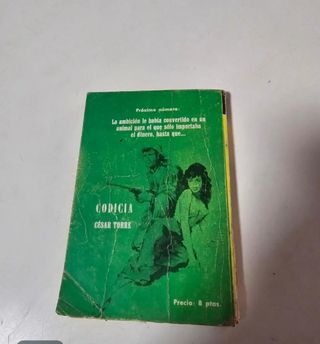 Próximo número:
La ambición le había convertido en un
animal para el que sólo importaba
el dinero, hasta que...
CODICIA
CÉSAR TORRE
Precio: 8 ptas.